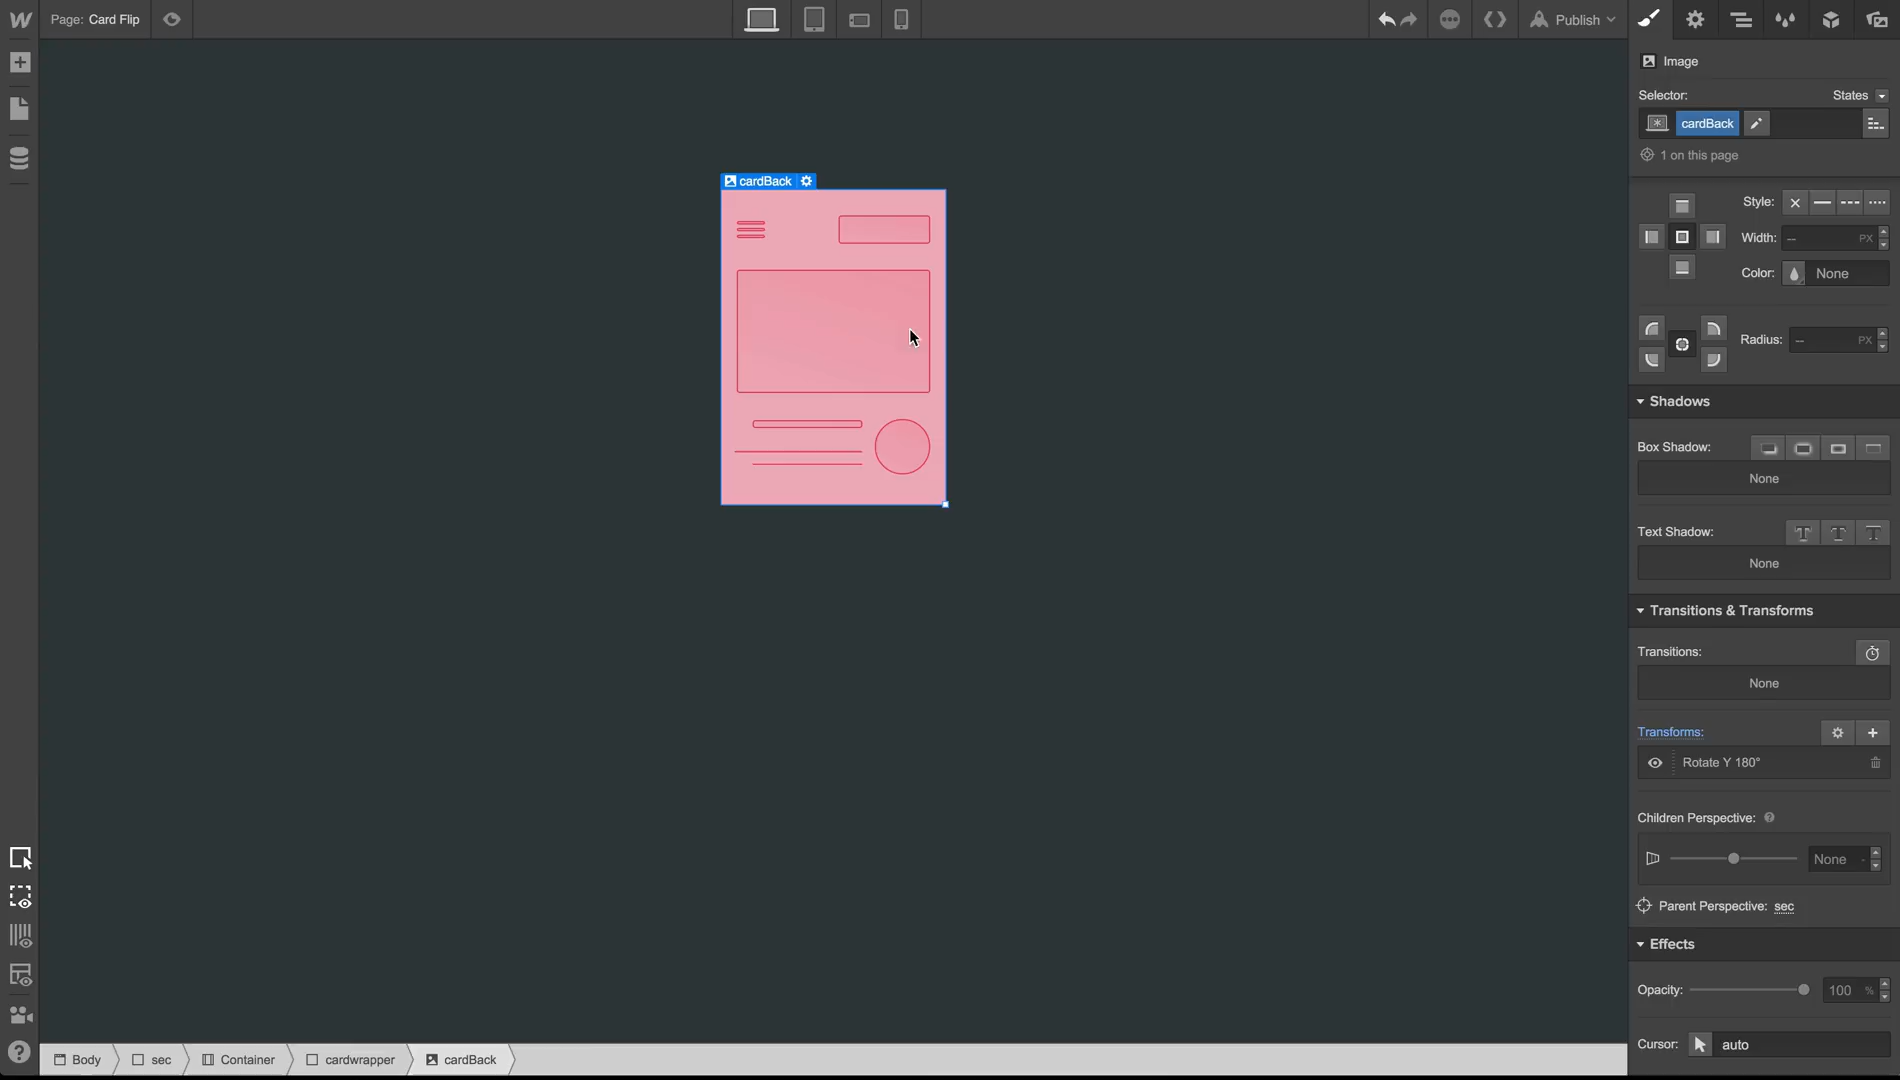 Page: Card Flip
Publish
Image
Selector:
States
cardBack
1 on this page
cardBack
Style:
Width:
-- PX
Color:
None
Radius:
-- PX
Shadows
Box Shadow:
None
Text Shadow:
None
Transitions & Transforms
Transitions:
None
Transforms:
Rotate Y 180°
Children Perspective:
None -
Parent Perspective: sec
Effects
Opacity:
100 %
Cursor:
auto
Body
sec
Container
cardwrapper
cardBack